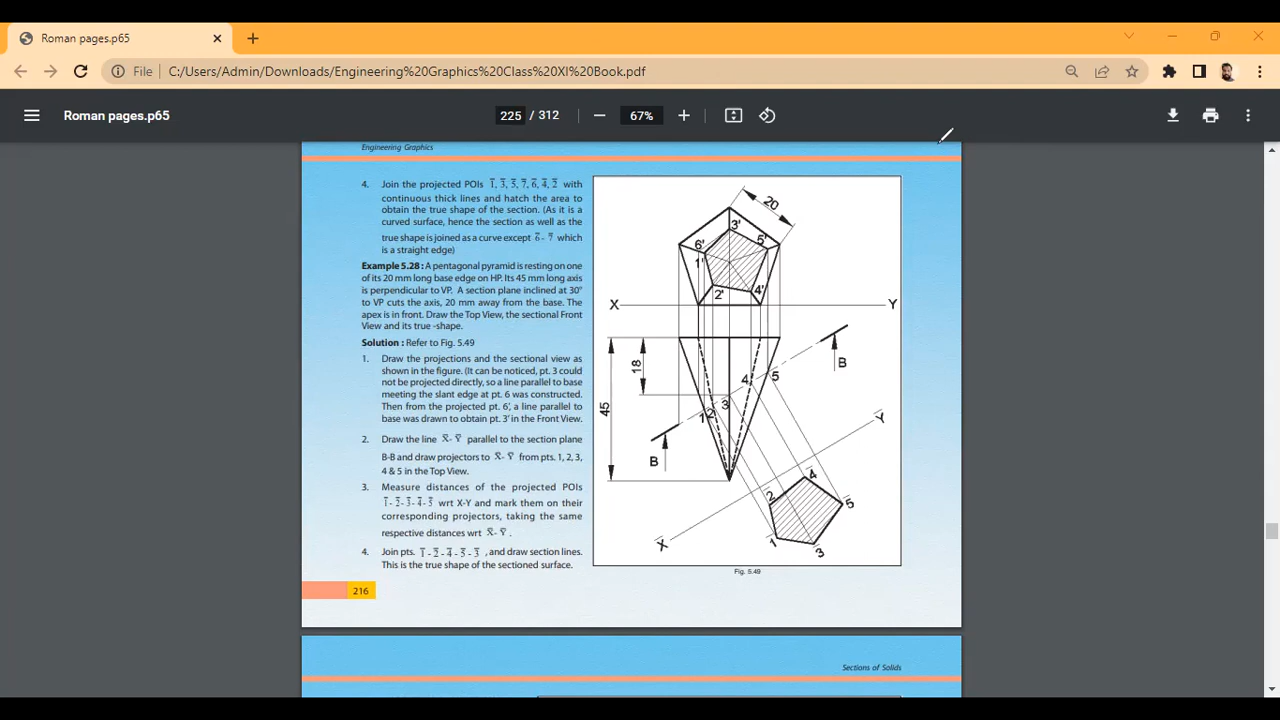 Roman pages.p65
File C:/Users/Admin/Downloads/Engineering%20Graphics%20Class%20XI%20Book.pdf
Roman pages.p65
225 / 312
67%
Engineering Graphics
4. Join the projected POIs 1̅, 3̅, 5̅, 7̅, 6̅, 4̅, 2̅ with
continuous thick lines and hatch the area to
obtain the true shape of the section. (As it is a
curved surface, hence the section as well as the
true shape is joined as a curve except 6̅ - 7̅ which
is a straight edge)
Example 5.28 : A pentagonal pyramid is resting on one
of its 20 mm long base edge on HP. Its 45 mm long axis
is perpendicular to VP. A section plane inclined at 30°
to VP cuts the axis, 20 mm away from the base. The
apex is in front. Draw the Top View, the sectional Front
View and its true -shape.
Solution : Refer to Fig. 5.49
1. Draw the projections and the sectional view as
shown in the figure. (It can be noticed, pt. 3 could
not be projected directly, so a line parallel to base
meeting the slant edge at pt. 6 was constructed.
Then from the projected pt. 6', a line parallel to
base was drawn to obtain pt. 3' in the Front View.
2. Draw the line X̅- Y̅ parallel to the section plane
B-B and draw projectors to X̅- Y̅ from pts. 1, 2, 3,
4 & 5 in the Top View.
3. Measure distances of the projected POIs
1̅ - 2̅ - 3̅ - 4̅ - 5̅ wrt X-Y and mark them on their
corresponding projectors, taking the same
respective distances wrt X̅- Y̅ .
4. Join pts. 1̅ - 2̅ - 4̅ - 5̅ - 3̅ , and draw section lines.
This is the true shape of the sectioned surface.
216
20
3'
6'
5'
1'
2'
4'
X
Y
18
45
B
4
5
3
1
2
B
Y̅
X̅
4̅
2̅
5̅
1̅
3̅
Fig. 5.49
Sections of Solids